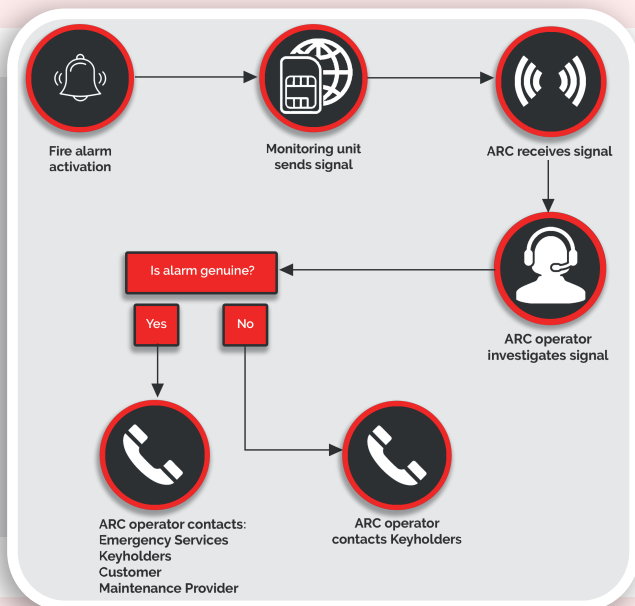 Fire alarm
activation
Monitoring unit
sends signal
ARC receives signal
ARC operator
investigates signal
Is alarm genuine?
Yes
No
ARC operator contacts:
Emergency Services
Keyholders
Customer
Maintenance Provider
ARC operator
contacts Keyholders